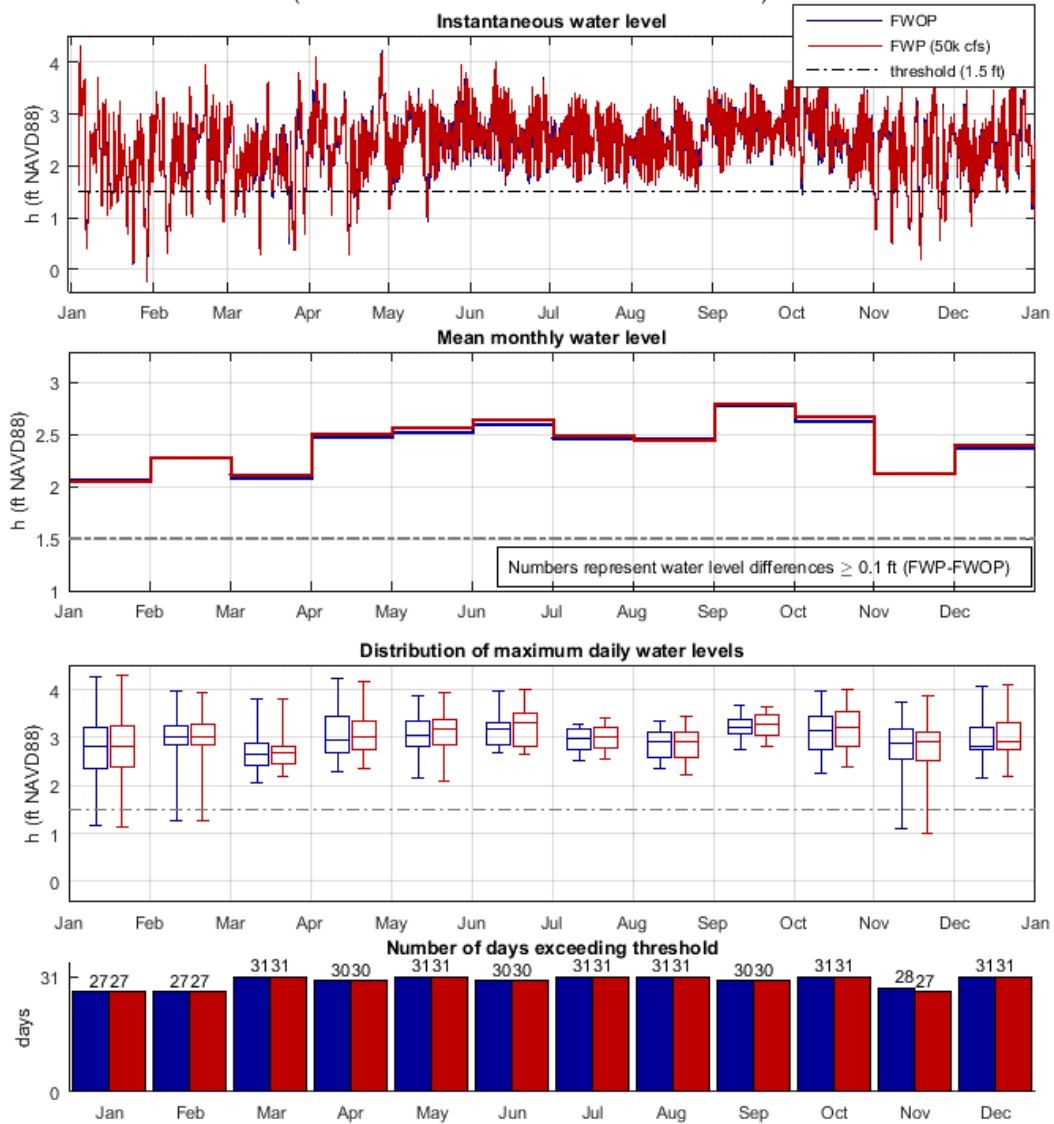 Instantaneous water level
FWOP
FWP (50k cfs)
threshold (1.5 ft)
h (ft NAVD88)
4
3
2
1
0
Jan Feb Mar Apr May Jun Jul Aug Sep Oct Nov Dec Jan
Mean monthly water level
h (ft NAVD88)
3
2.5
2
1.5
1
Numbers represent water level differences ≥ 0.1 ft (FWP-FWOP)
Jan Feb Mar Apr May Jun Jul Aug Sep Oct Nov Dec
Distribution of maximum daily water levels
h (ft NAVD88)
4
3
2
1
0
Jan Feb Mar Apr May Jun Jul Aug Sep Oct Nov Dec Jan
Number of days exceeding threshold
days
31
0
27 27 27 27 31 31 30 30 31 31 30 30 31 31 31 31 30 30 31 31 28 27 31 31
Jan Feb Mar Apr May Jun Jul Aug Sep Oct Nov Dec